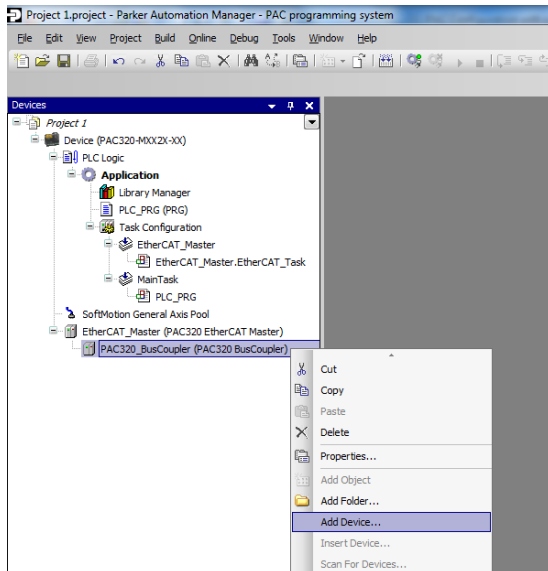 Project 1.project - Parker Automation Manager - PAC programming system
File Edit View Project Build Online Debug Tools Window Help
Devices
Project 1
Device (PAC320-MXX2X-XX)
PLC Logic
Application
Library Manager
PLC_PRG (PRG)
Task Configuration
EtherCAT_Master
EtherCAT_Master.EtherCAT_Task
MainTask
PLC_PRG
SoftMotion General Axis Pool
EtherCAT_Master (PAC320 EtherCAT Master)
PAC320_BusCoupler (PAC320 BusCoupler)
Cut
Copy
Paste
Delete
Properties...
Add Object
Add Folder...
Add Device...
Insert Device...
Scan For Devices...